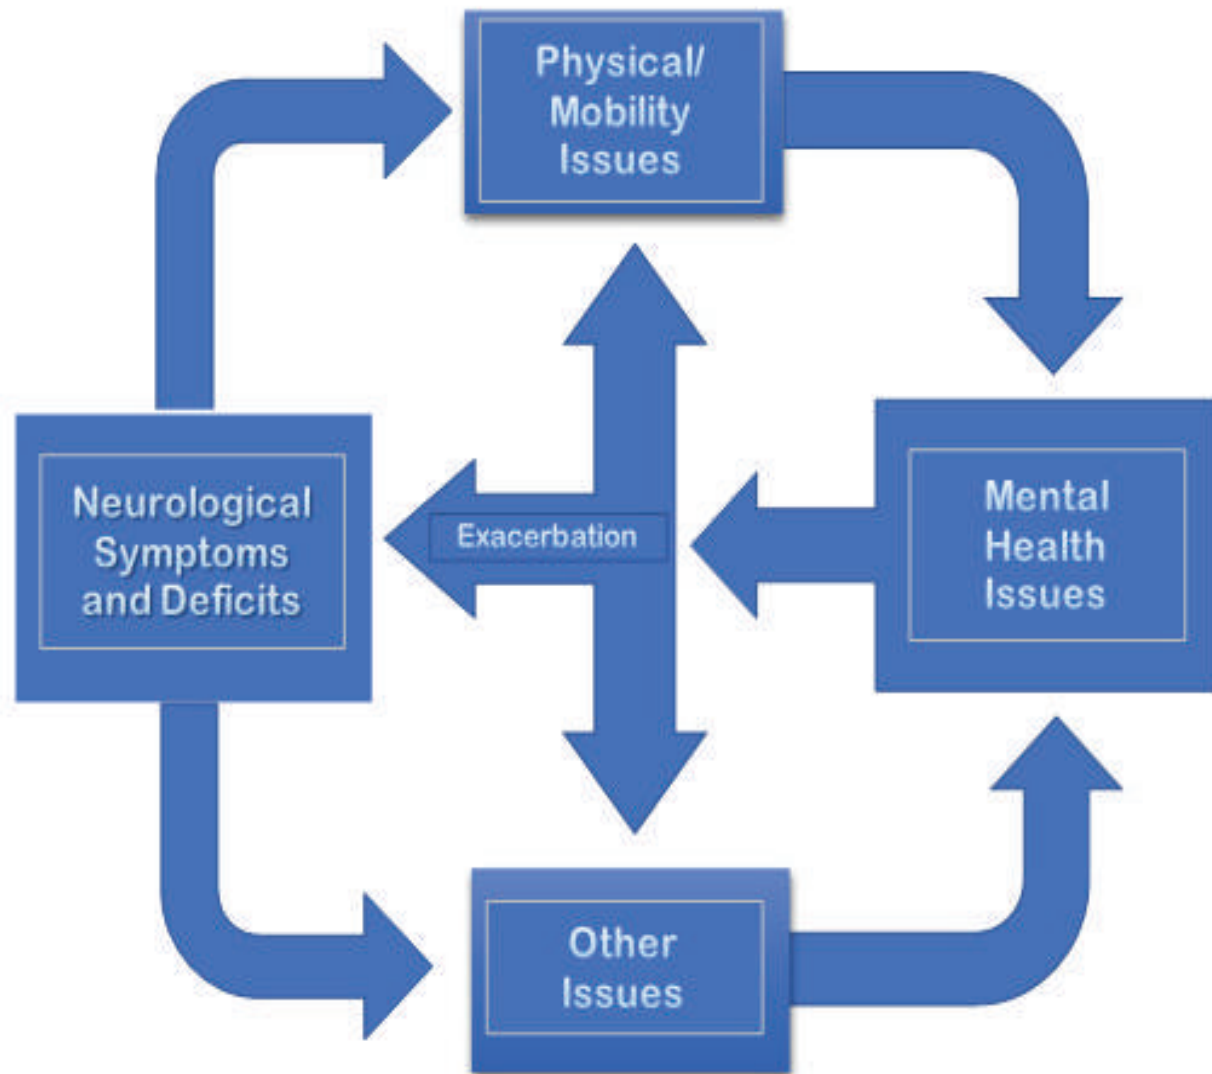 Physical/
Mobility
Issues
Neurological
Symptoms
and Deficits
Exacerbation
Mental
Health
Issues
Other
Issues